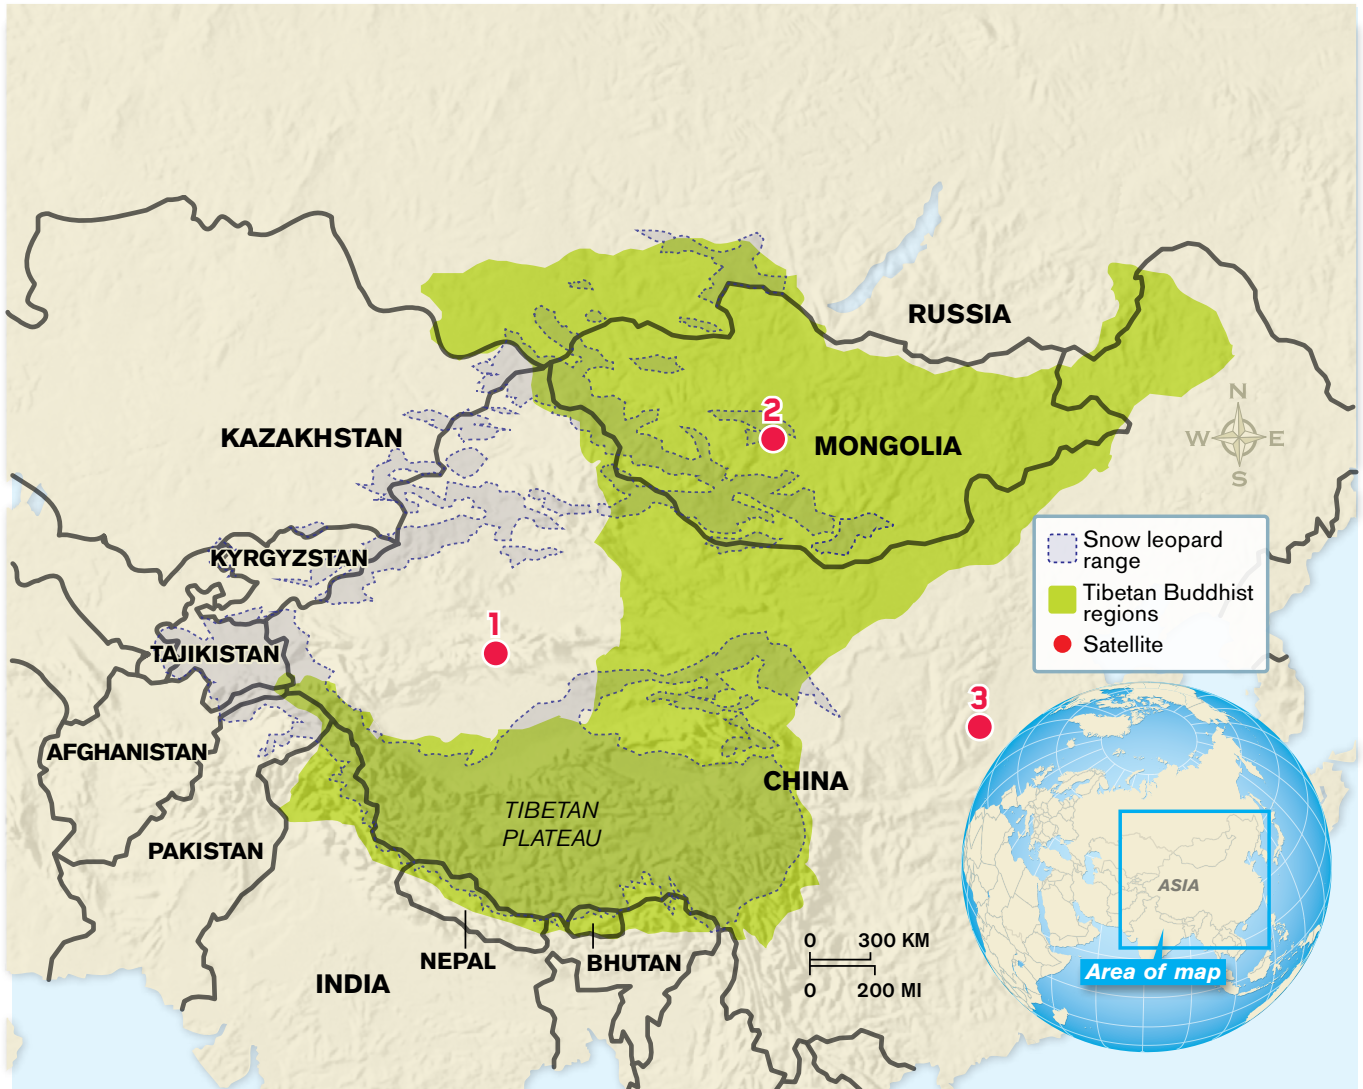 RUSSIA
N
W E
S
2
KAZAKHSTAN
MONGOLIA
Snow leopard
range
Tibetan Buddhist
regions
Satellite
KYRGYZSTAN
1
TAJIKISTAN
3
AFGHANISTAN
CHINA
TIBETAN
PLATEAU
PAKISTAN
ASIA
0 300 KM
0 200 MI
NEPAL
BHUTAN
INDIA
Area of map